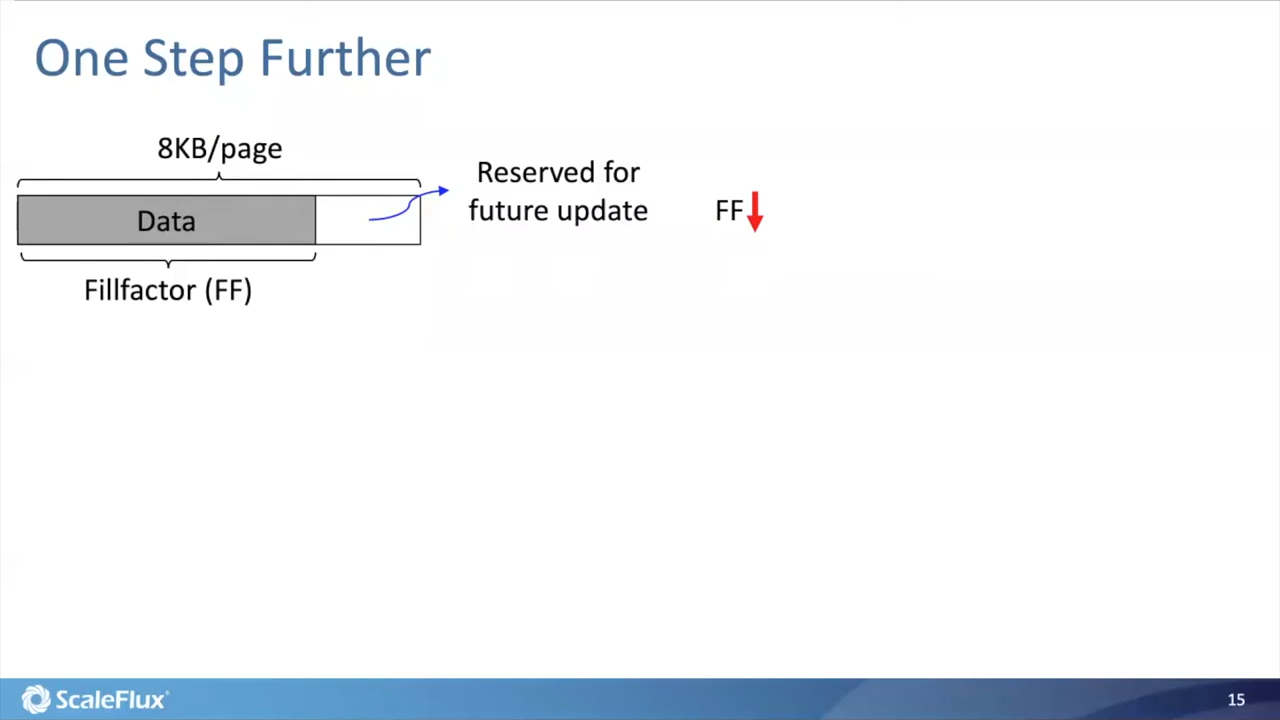 One Step Further
8KB/page
Data
Fillfactor (FF)
Reserved for
future update
FF
ScaleFlux
15